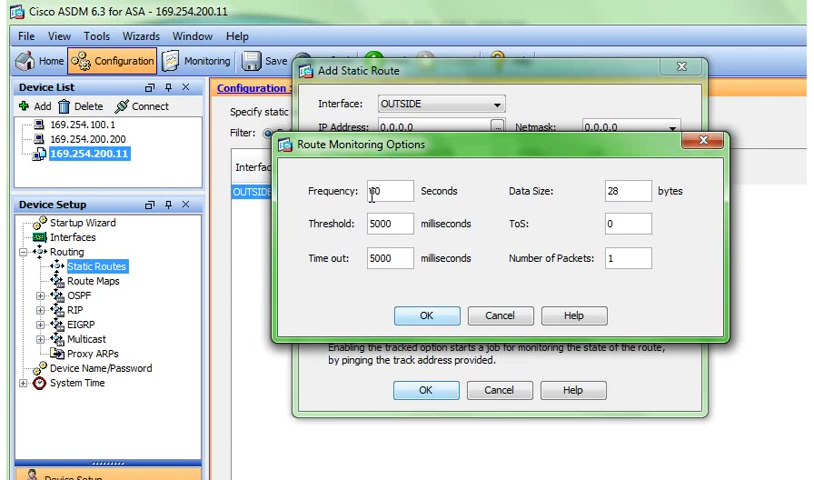 Cisco ASDM 6.3 for ASA - 169.254.200.11
File View Tools Wizards Window Help
Home Configuration Monitoring Save
Device List
Add Delete Connect
169.254.100.1
169.254.200.200
169.254.200.11
Device Setup
Startup Wizard
Interfaces
Routing
Static Routes
Route Maps
OSPF
RIP
EIGRP
Multicast
Proxy ARPs
Device Name/Password
System Time
Device Setup
Configuration >
Specify static
Filter:
Interfac
OUTSIDE
Add Static Route
Interface: OUTSIDE
IP Address: 0.0.0.0 ... Netmask: 0.0.0.0
Route Monitoring Options
Frequency: Seconds Data Size: 28 bytes
Threshold: 5000 milliseconds ToS: 0
Time out: 5000 milliseconds Number of Packets: 1
OK Cancel Help
Enabling the tracked option starts a job for monitoring the state of the route,
by pinging the track address provided.
OK Cancel Help